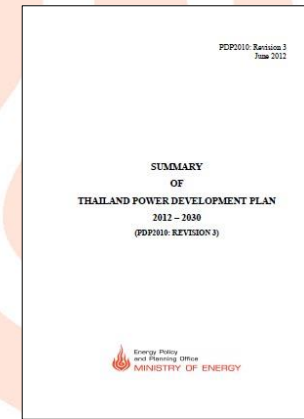 PDP2010: Revision 3
June 2012
SUMMARY
OF
THAILAND POWER DEVELOPMENT PLAN
2012 – 2030
(PDP2010: REVISION 3)
Energy Policy
and Planning Office
MINISTRY OF ENERGY